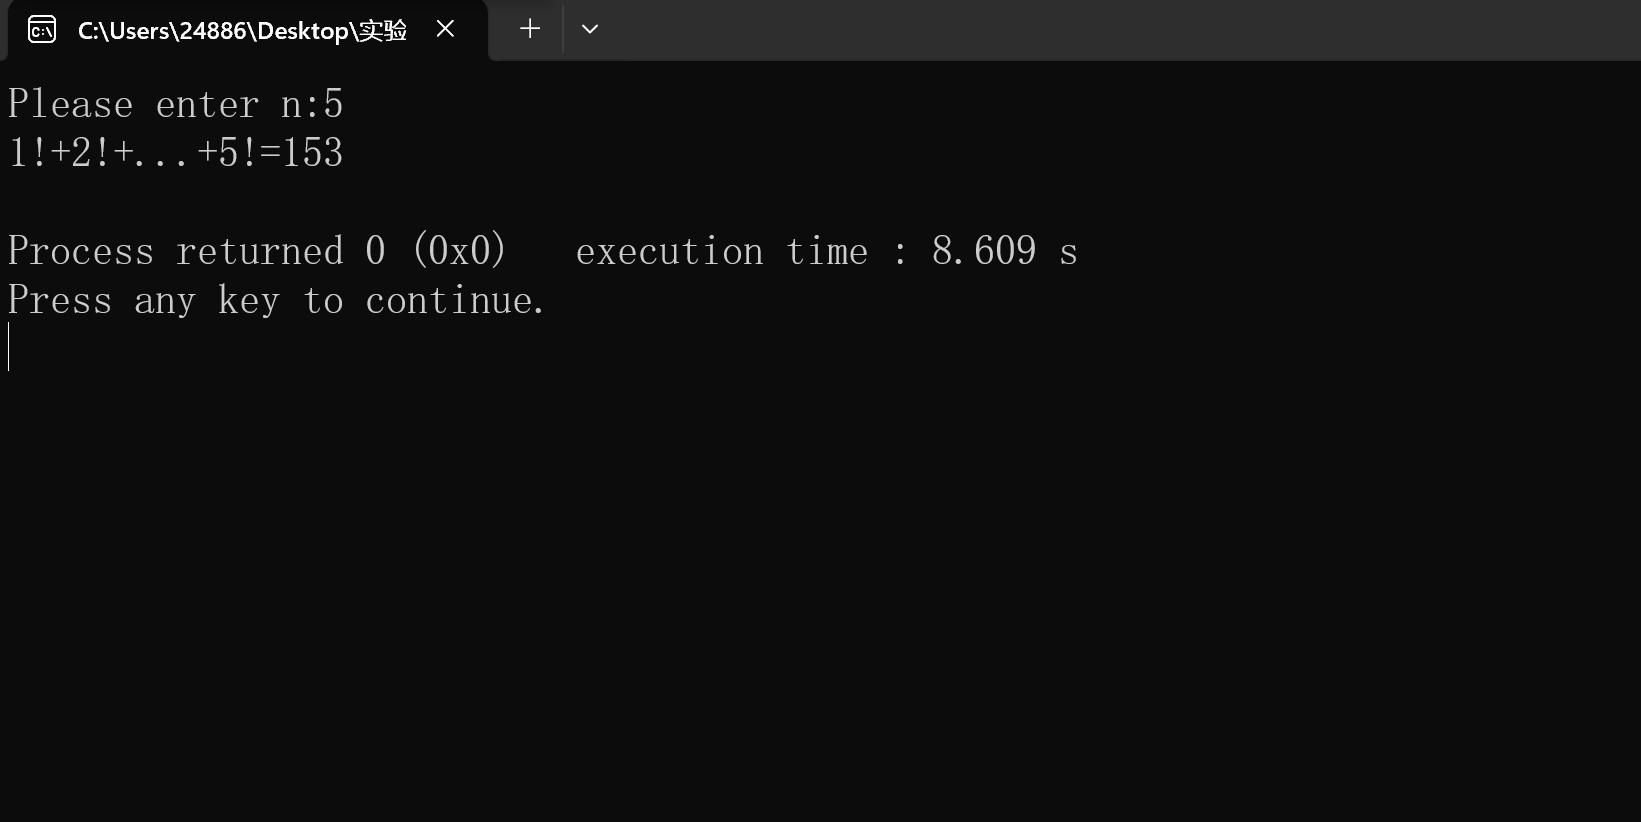 C:\Users\24886\Desktop\实验
Please enter n:5
1!+2!+...+5!=153

Process returned 0 (0x0)   execution time : 8.609 s
Press any key to continue.